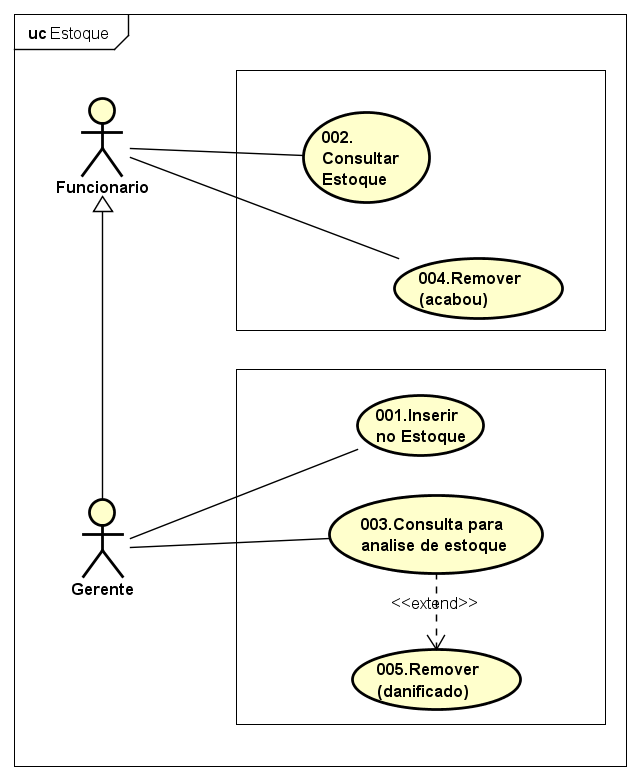 uc Estoque
Funcionario
002.
Consultar
Estoque
004.Remover
(acabou)
001.Inserir
no Estoque
003.Consulta para
analise de estoque
Gerente
<<extend>>
005.Remover
(danificado)